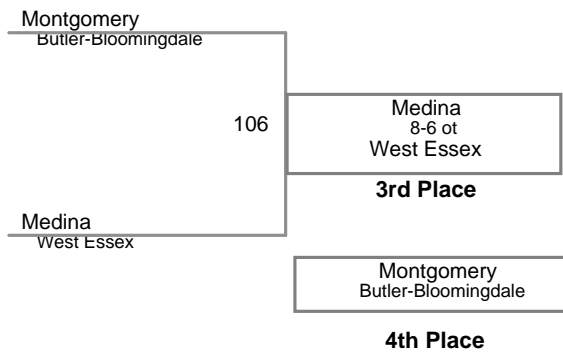 Montgomery
Butler-Bloomingdale
106
Medina
8-6 ot
West Essex
3rd Place
Medina
West Essex
Montgomery
Butler-Bloomingdale
4th Place